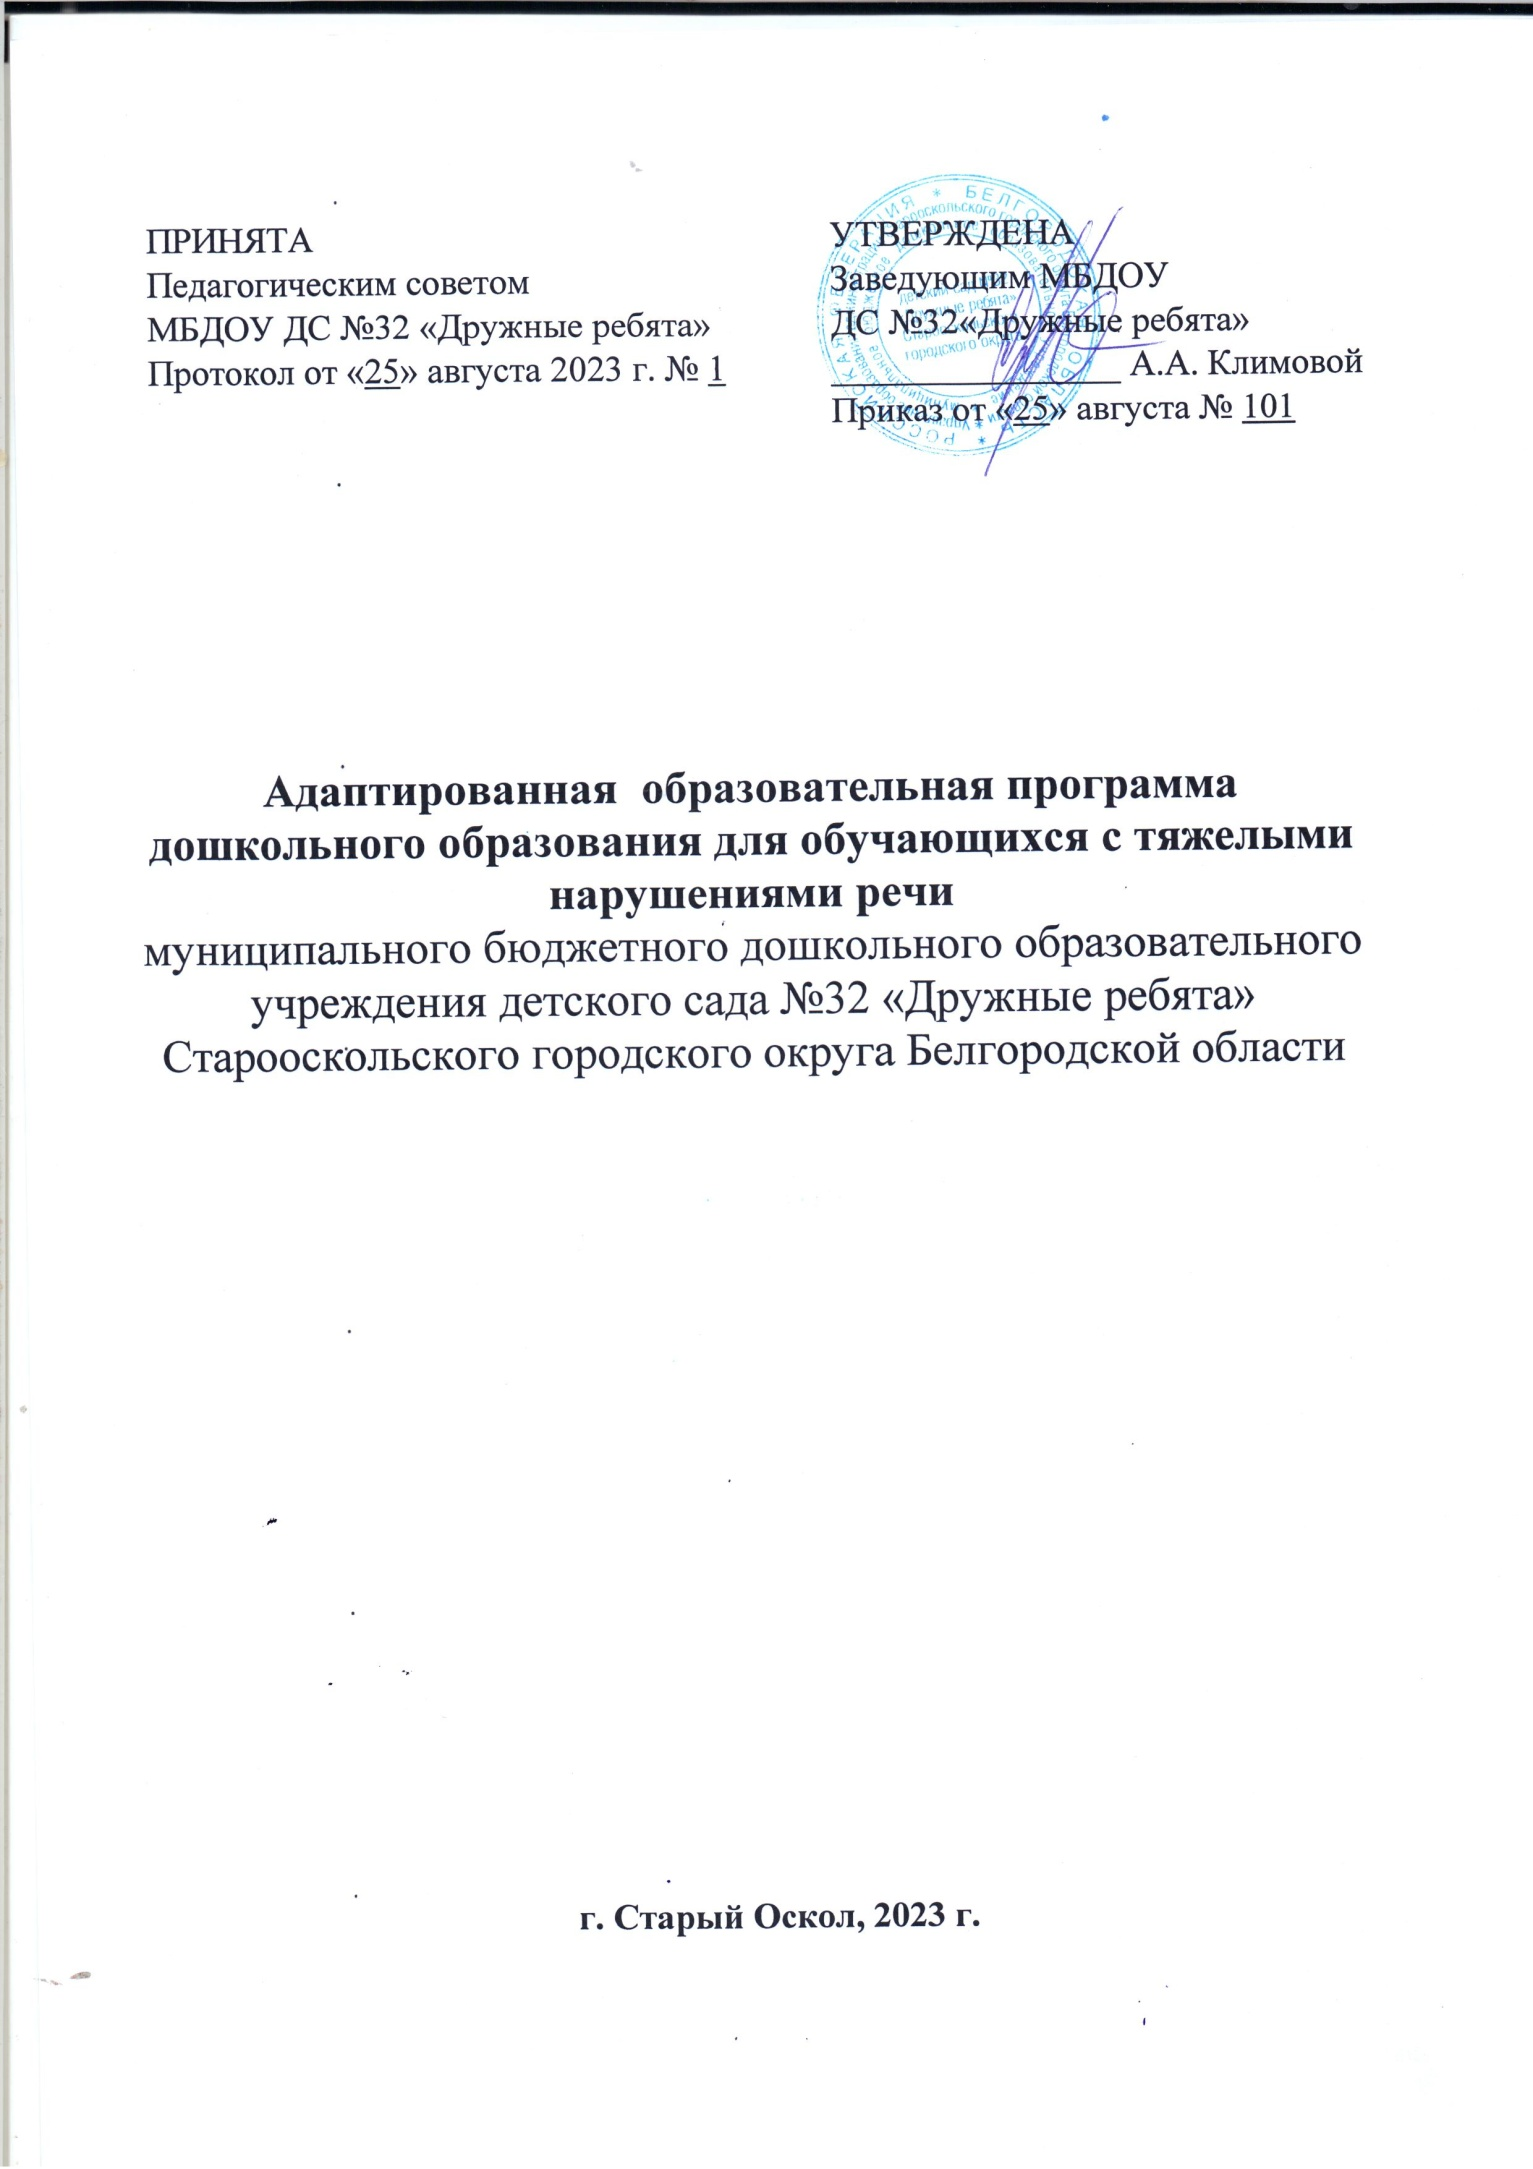 ПРИНЯТА
Педагогическим советом
МБДОУ ДС №32 «Дружные ребята»
Протокол от «25» августа 2023 г. № 1
УТВЕРЖДЕНА
Заведующим МБДОУ
ДС №32«Дружные ребята»
А.А. Климовой
Приказ от «25» августа № 101
Адаптированная образовательная программа
дошкольного образования для обучающихся с тяжелыми
нарушениями речи
муниципального бюджетного дошкольного образовательного
учреждения детского сада №32 «Дружные ребята»
Старооскольского городского округа Белгородской области
г. Старый Оскол, 2023 г.